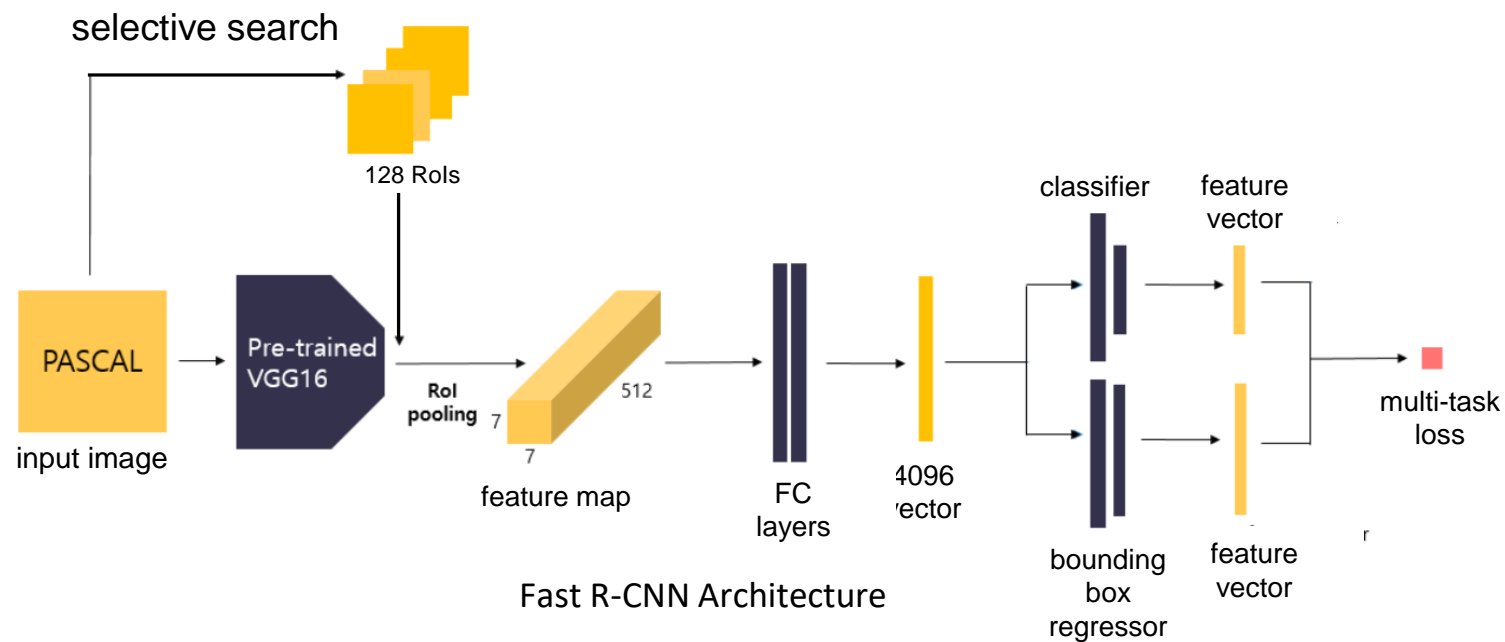 selective search
128 RoIs
PASCAL
input image
Pre-trained
VGG16
RoI
pooling
7
7
512
feature map
FC
layers
4096
vector
classifier
feature
vector
bounding
box
regressor
feature
vector
multi-task
loss
Fast R-CNN Architecture